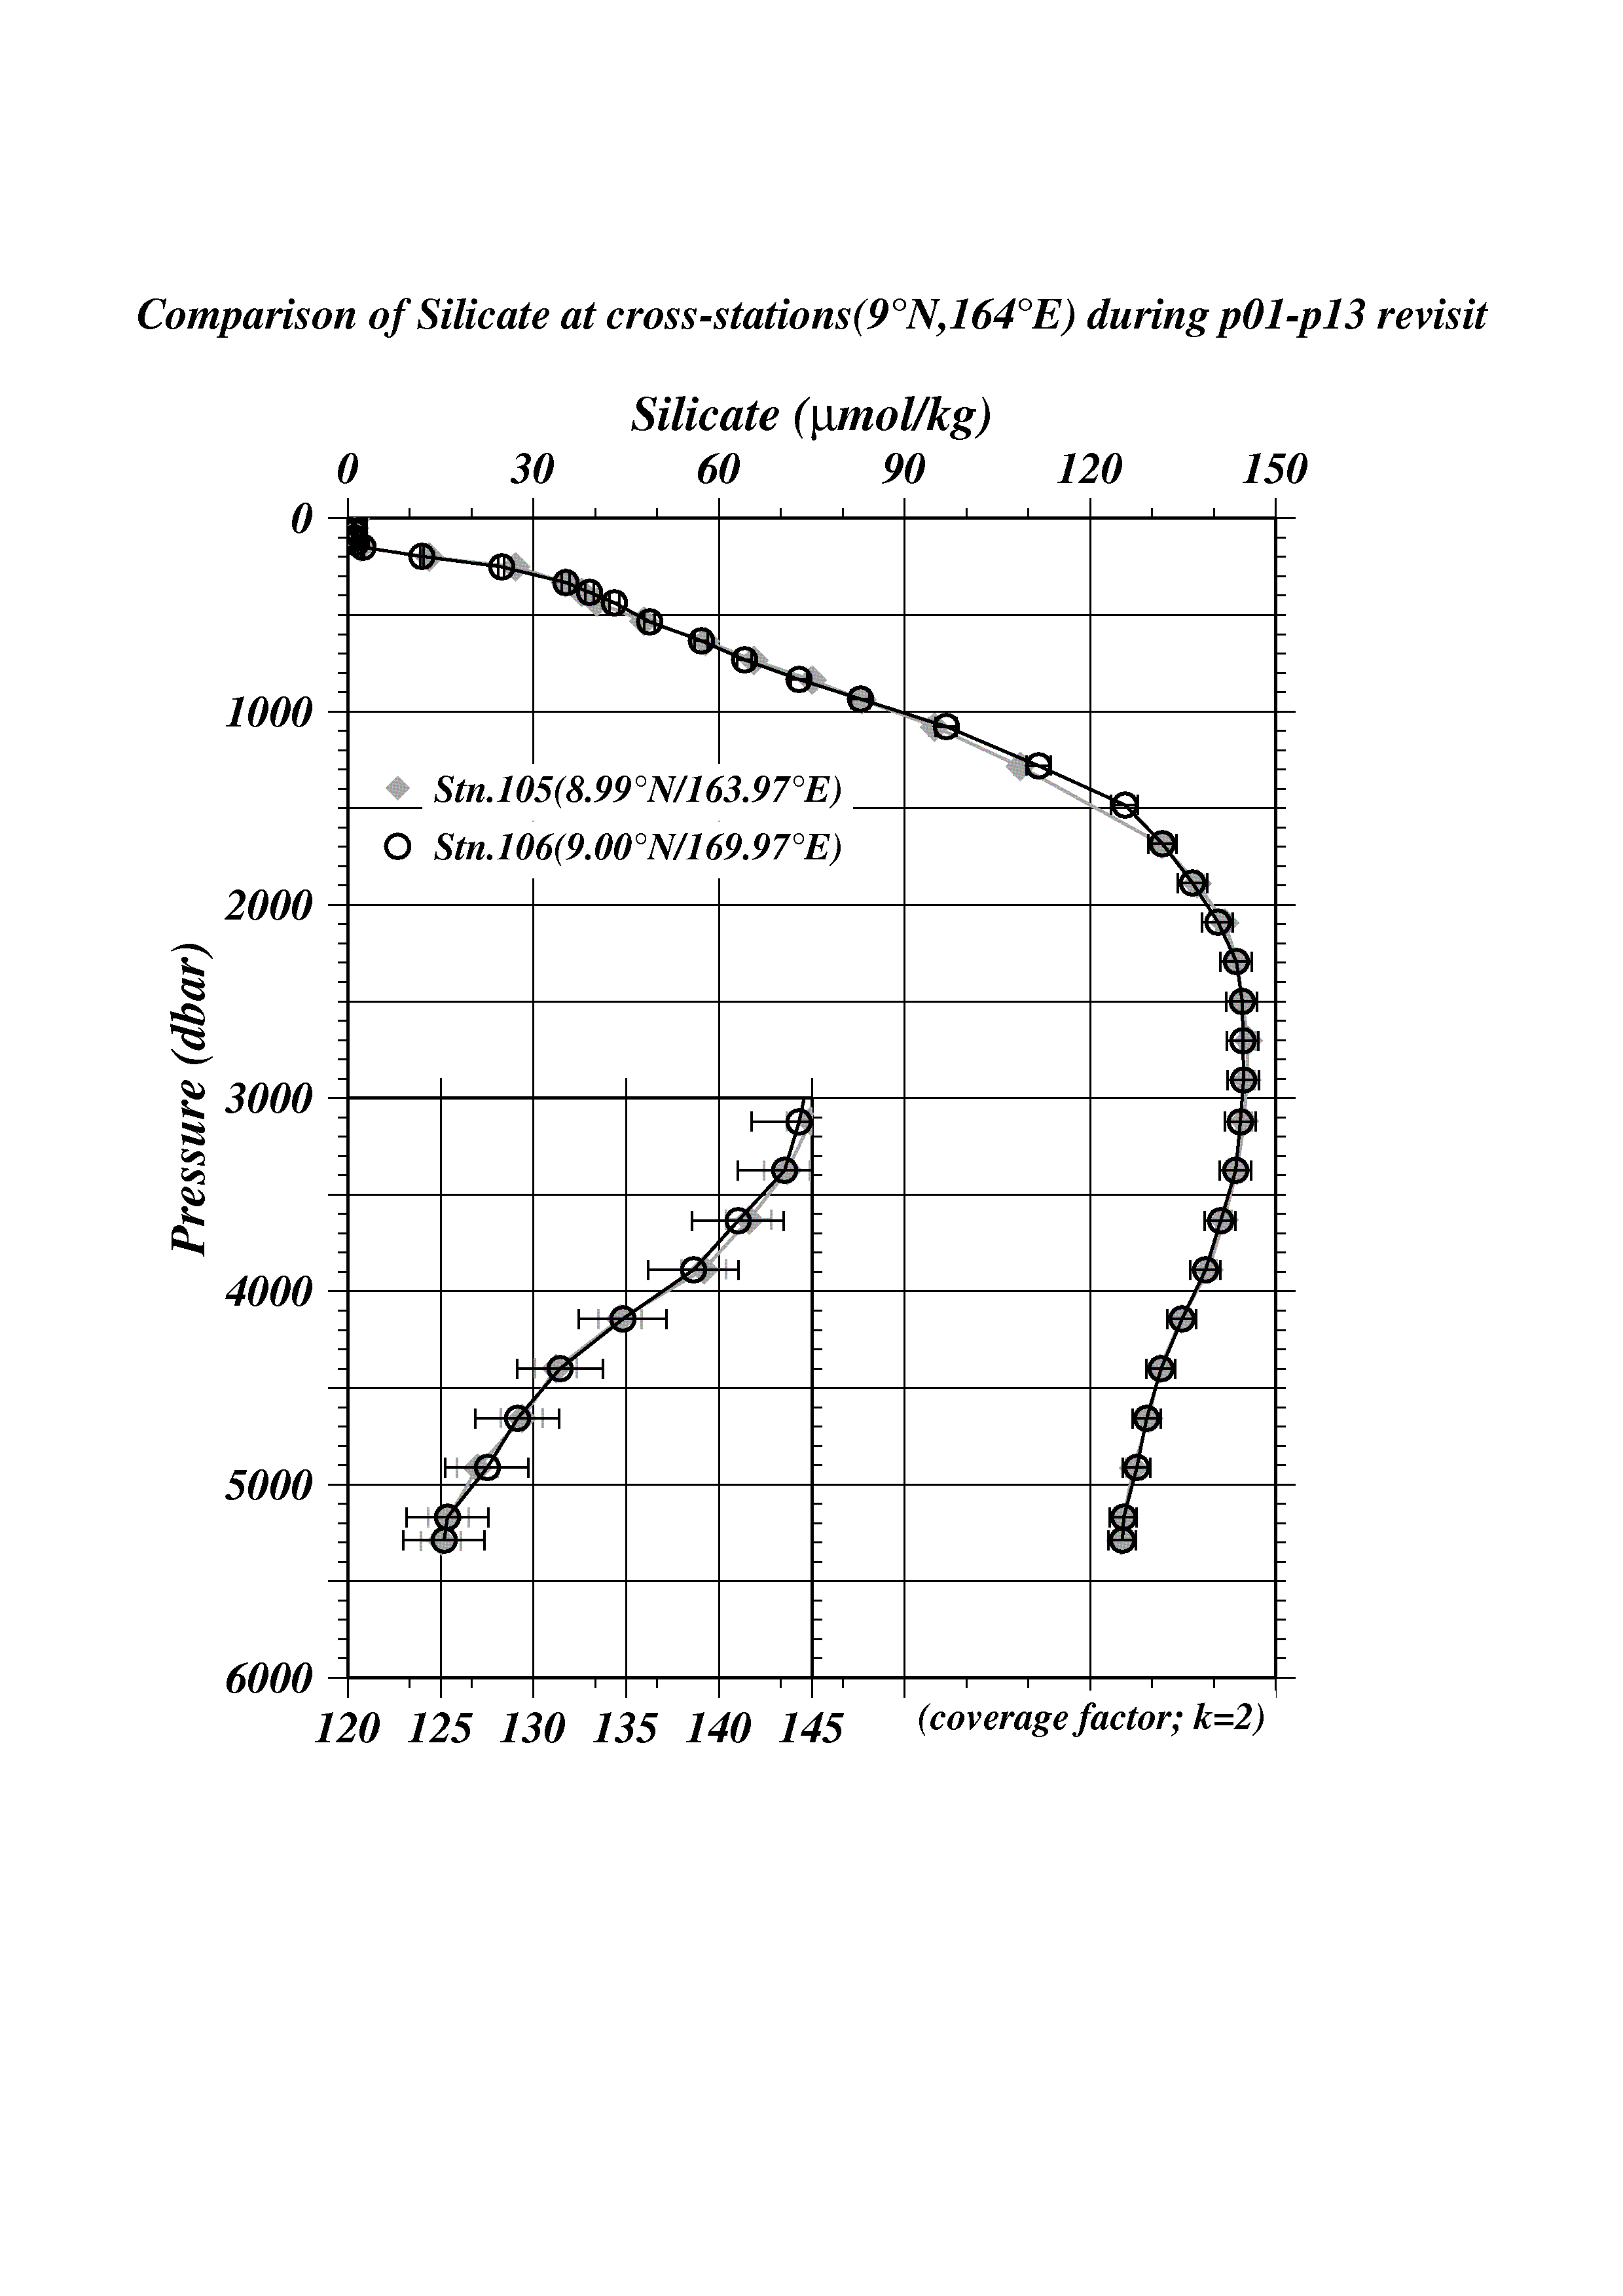 Comparison of Silicate at cross-stations(9°N,164°E) during p01-p13 revisit
Silicate (μmol/kg)
0 30 60 90 120 150
0
1000
Stn.105(8.99°N/163.97°E)
Stn.106(9.00°N/169.97°E)
2000
Pressure (dbar)
3000
4000
5000
6000
120 125 130 135 140 145 (coverage factor; k=2)